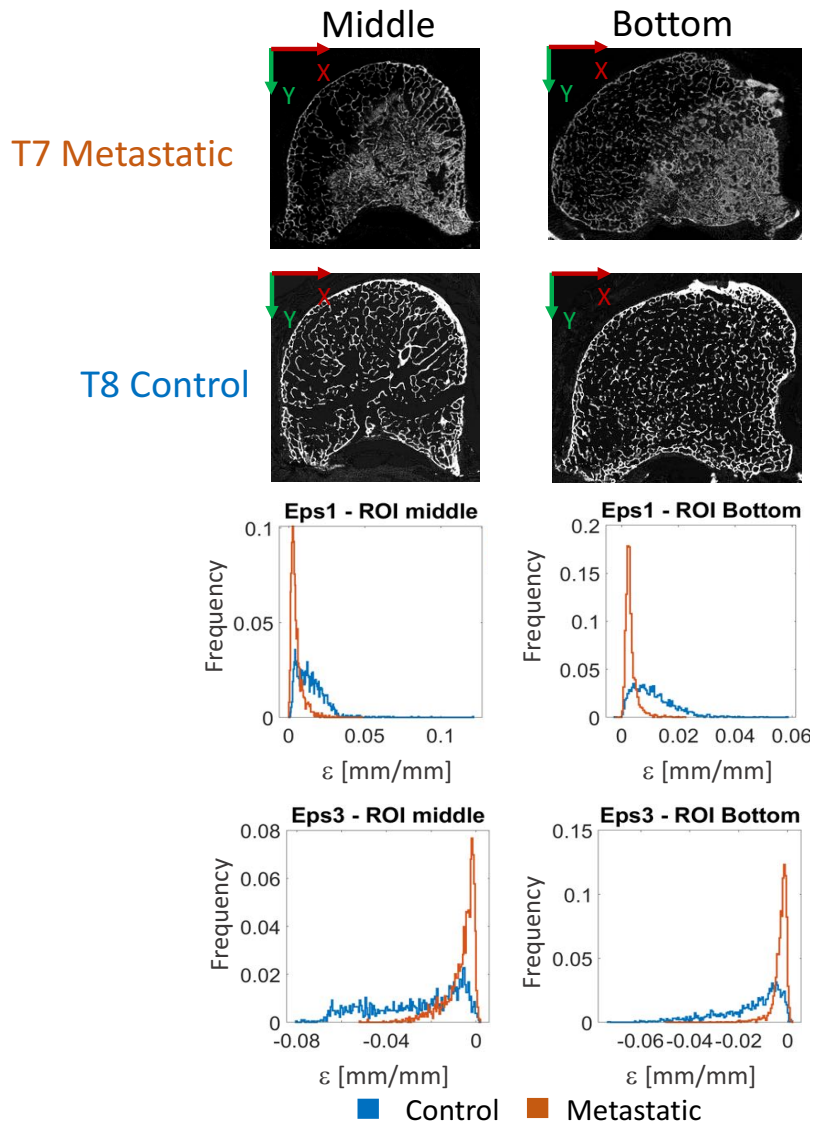 Middle Bottom
X X
Y Y
T7 Metastatic
X X
Y Y
T8 Control
Eps1 - ROI middle Eps1 - ROI Bottom
0.1 0.2
0.15
Frequency 0.05 Frequency 0.1
0.05
0 0
0 0.05 0.1 0 0.02 0.04 0.06
ε [mm/mm] ε [mm/mm]
Eps3 - ROI middle Eps3 - ROI Bottom
0.08 0.15
0.06
Frequency 0.04 Frequency 0.1
0.02 0.05
0 0
-0.08 -0.04 0 -0.06 -0.04 -0.02 0
ε [mm/mm] ε [mm/mm]
Control Metastatic